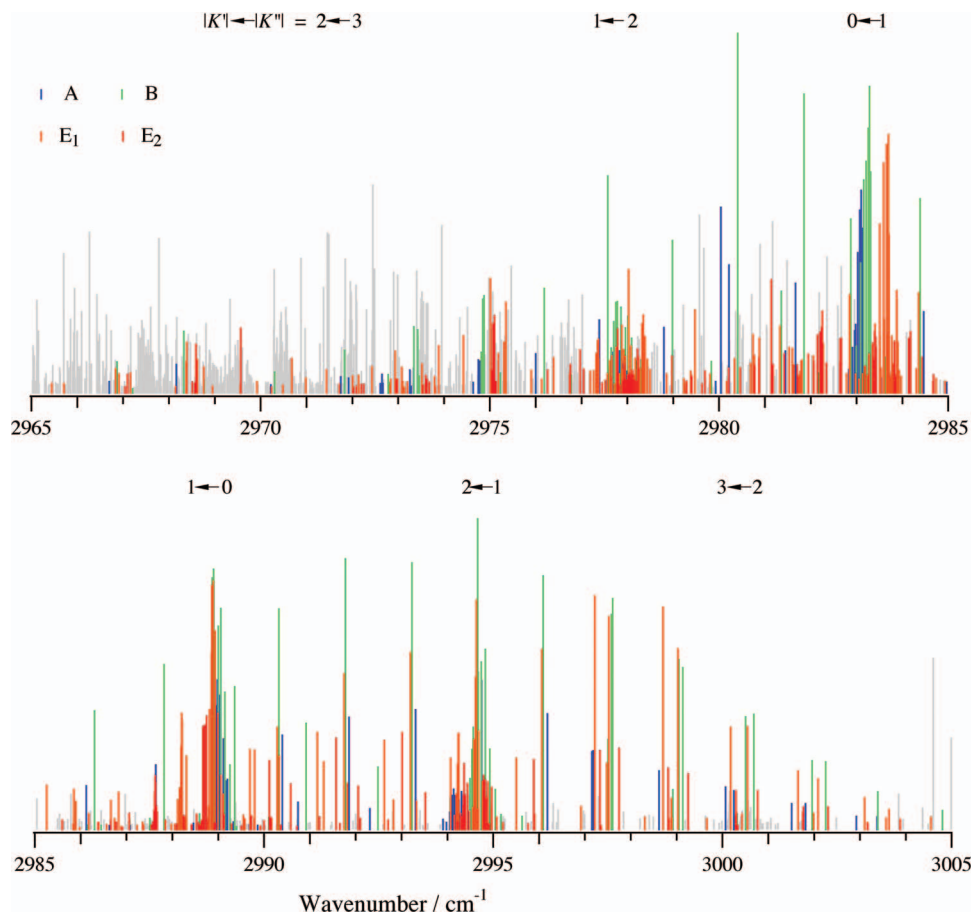 |K'|←|K"| = 2←3 1←2 0←1
A B
E₁ E₂
2965 2970 2975 2980 2985
1←0 2←1 3←2
2985 2990 2995 3000 3005
Wavenumber / cm⁻¹